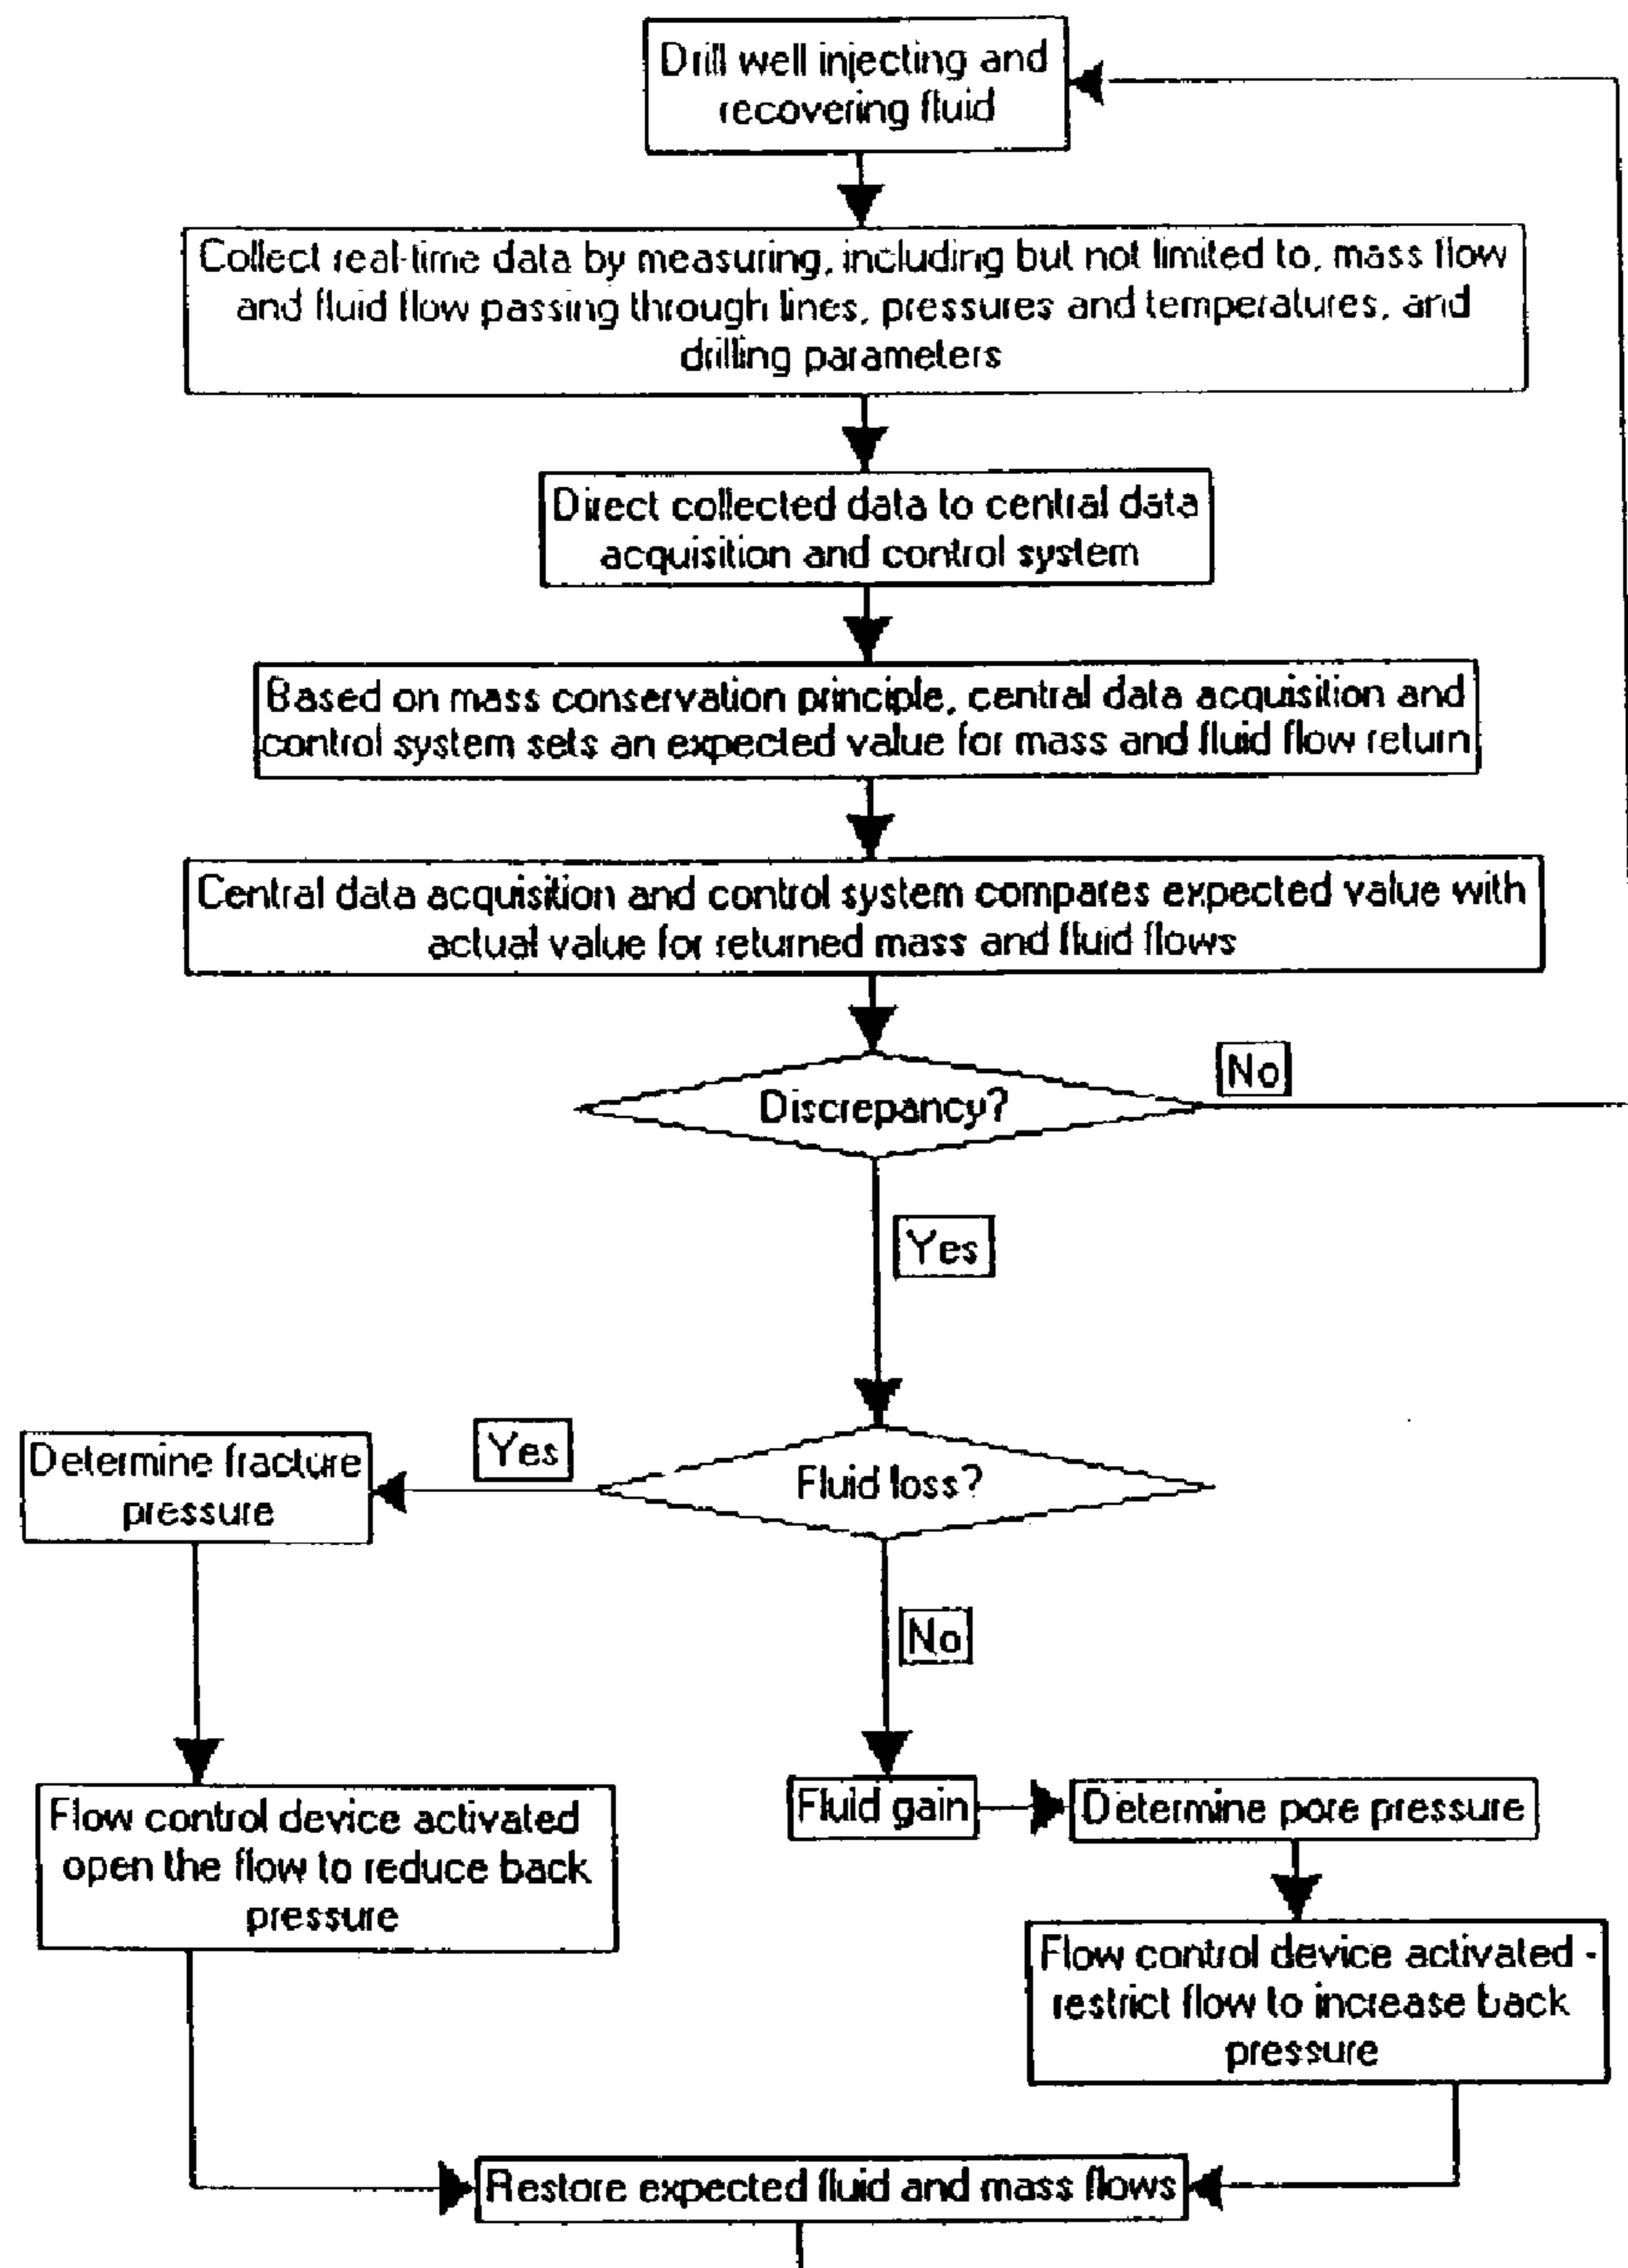 Drill well injecting and
recovering fluid
Collect real-time data by measuring, including but not limited to, mass flow
and fluid flow passing through lines, pressures and temperatures, and
drilling parameters
Direct collected data to central data
acquisition and control system
Based on mass conservation principle, central data acquisition and
control system sets an expected value for mass and fluid flow return
Central data acquisition and control system compares expected value with
actual value for returned mass and fluid flows
No
Discrepancy?
Yes
Yes
Determine fracture
pressure
Fluid loss?
No
Fluid gain
Determine pore pressure
Flow control device activated
open the flow to reduce back
pressure
Flow control device activated -
restrict flow to increase back
pressure
Restore expected fluid and mass flows